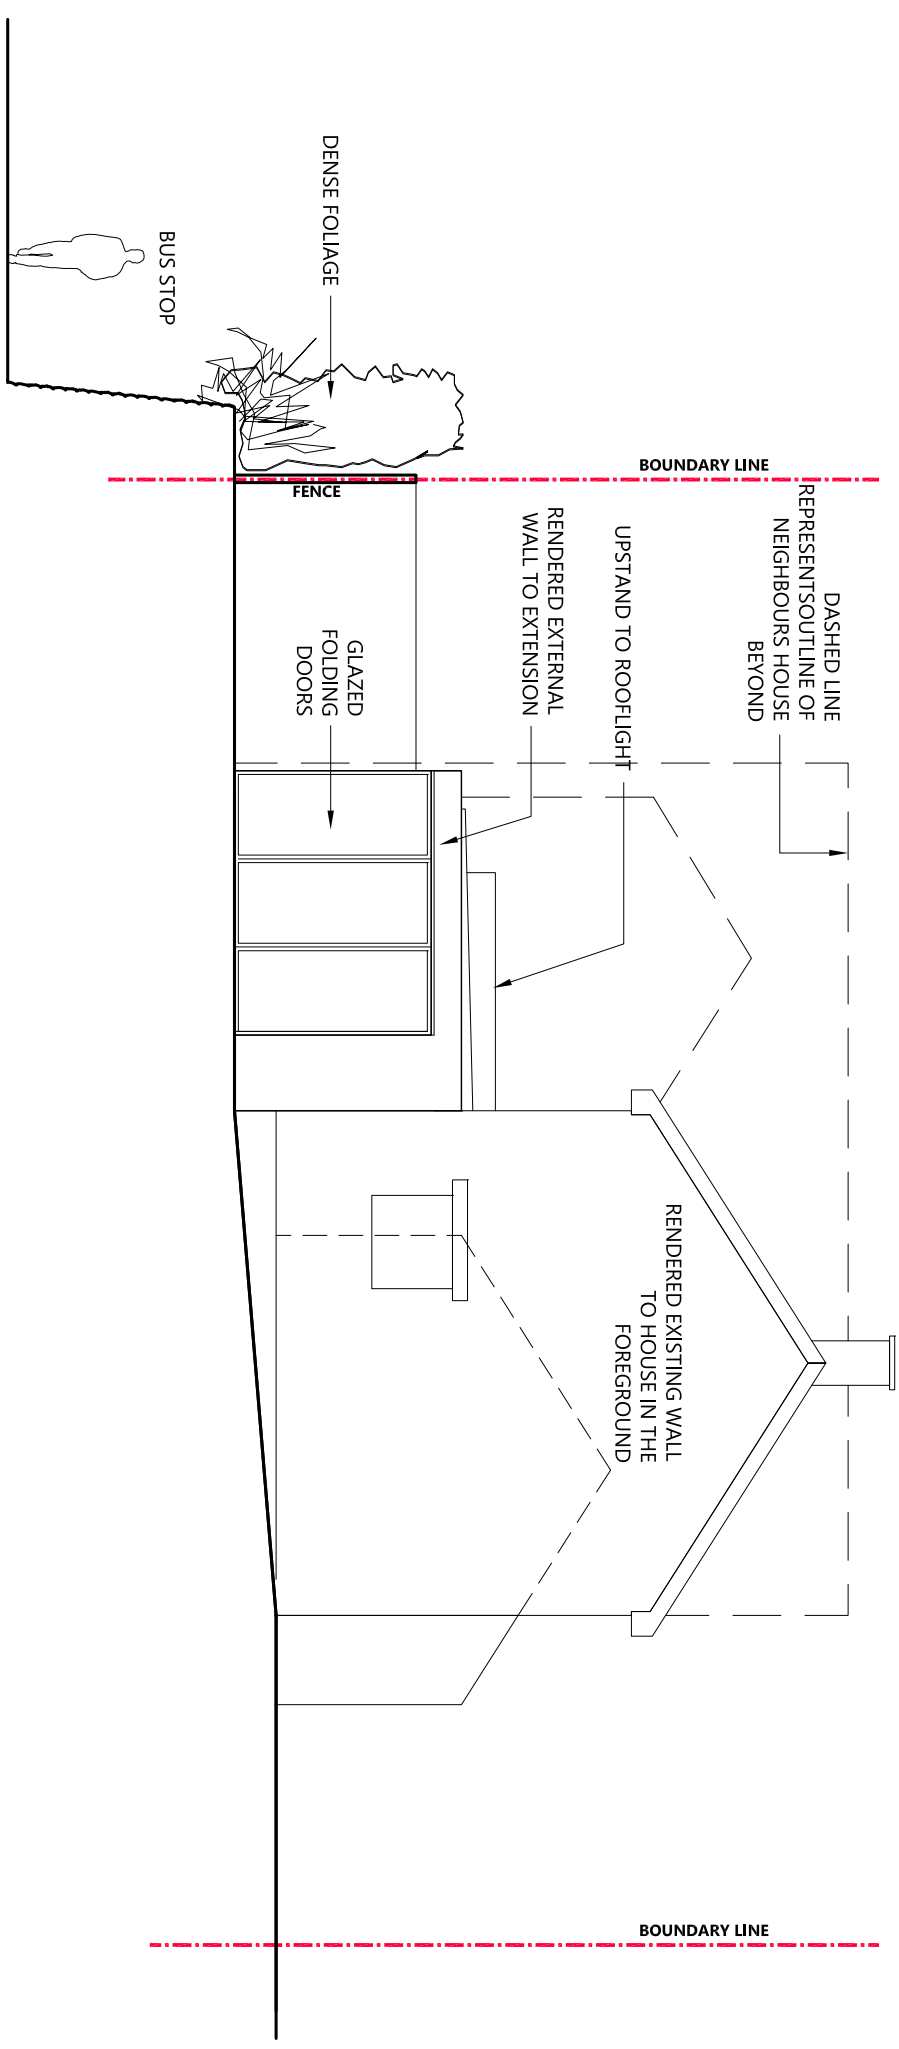 DENSE FOLIAGE
BUS STOP
BOUNDARY LINE
FENCE
DASHED LINE
REPRESENTSOUTLINE OF
NEIGHBOURS HOUSE
BEYOND
UPSTAND TO ROOFLIGHT
RENDERED EXTERNAL
WALL TO EXTENSION
GLAZED
FOLDING
DOORS
RENDERED EXISTING WALL
TO HOUSE IN THE
FOREGROUND
BOUNDARY LINE